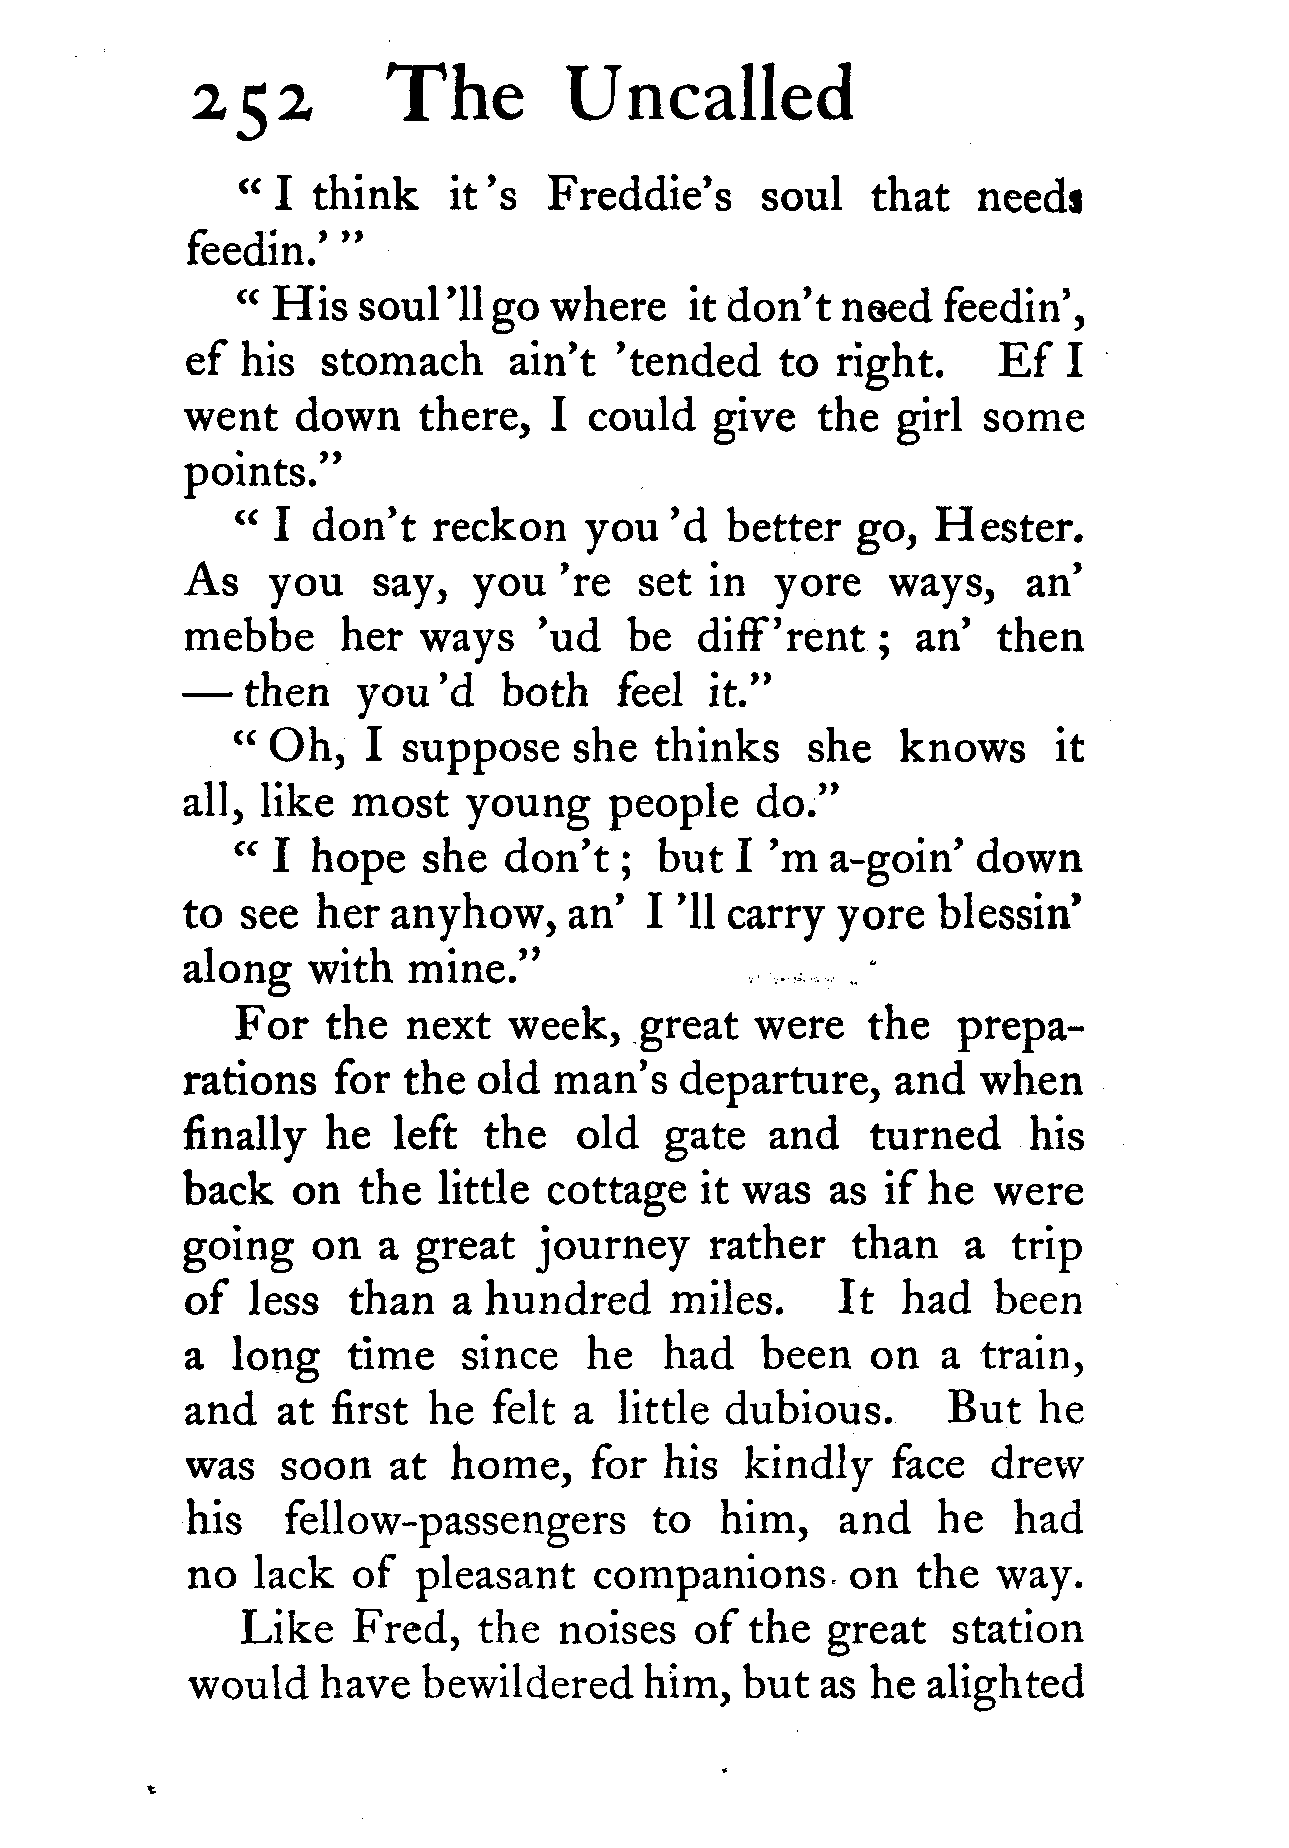 252 The Uncalled
“ I think it ’s Freddie’s soul that needs
feedin.’ ”
“ His soul ’ll go where it don’t need feedin’,
ef his stomach ain’t ’tended to right. Ef I
went down there, I could give the girl some
points.”
“ I don’t reckon you ’d better go, Hester.
As you say, you ’re set in yore ways, an’
mebbe her ways ’ud be diff’rent ; an’ then
— then you ’d both feel it.”
“ Oh, I suppose she thinks she knows it
all, like most young people do.”
“ I hope she don’t ; but I ’m a-goin’ down
to see her anyhow, an’ I ’ll carry yore blessin’
along with mine.”
For the next week, great were the prepa-
rations for the old man’s departure, and when
finally he left the old gate and turned his
back on the little cottage it was as if he were
going on a great journey rather than a trip
of less than a hundred miles. It had been
a long time since he had been on a train,
and at first he felt a little dubious. But he
was soon at home, for his kindly face drew
his fellow-passengers to him, and he had
no lack of pleasant companions on the way.
Like Fred, the noises of the great station
would have bewildered him, but as he alighted